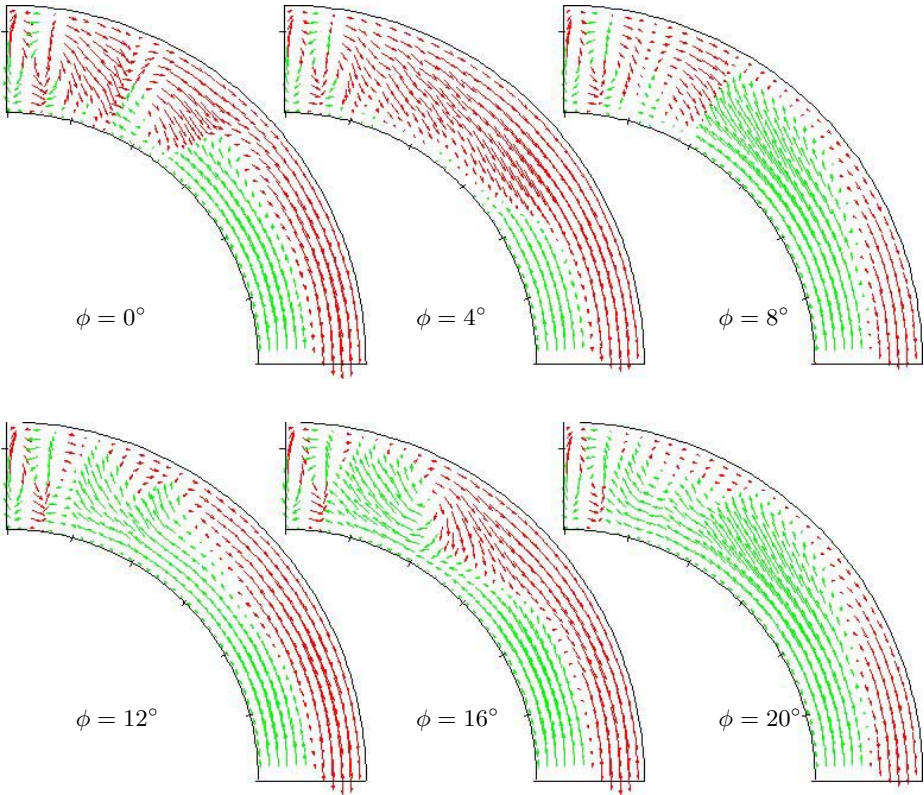 ϕ = 0°
ϕ = 4°
ϕ = 8°
ϕ = 12°
ϕ = 16°
ϕ = 20°